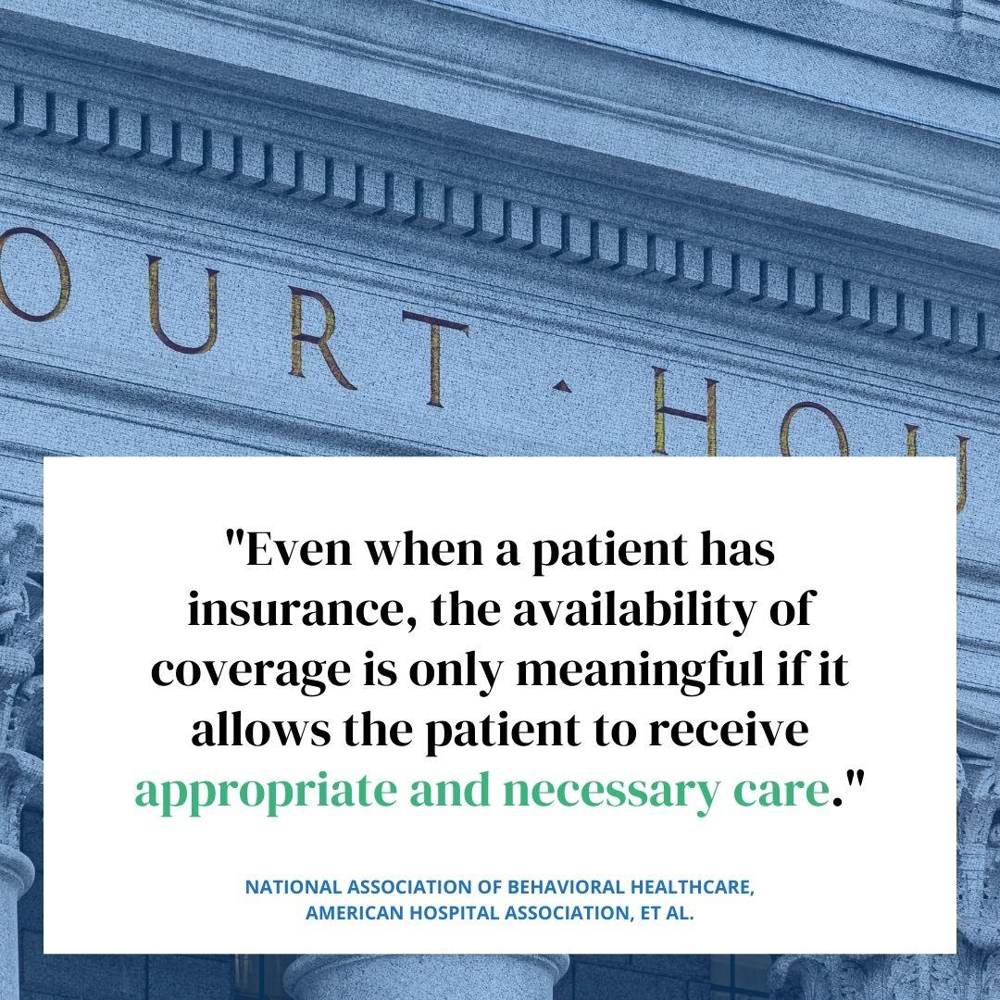 OURT · HOU
"Even when a patient has
insurance, the availability of
coverage is only meaningful if it
allows the patient to receive
appropriate and necessary care."
NATIONAL ASSOCIATION OF BEHAVIORAL HEALTHCARE,
AMERICAN HOSPITAL ASSOCIATION, ET AL.